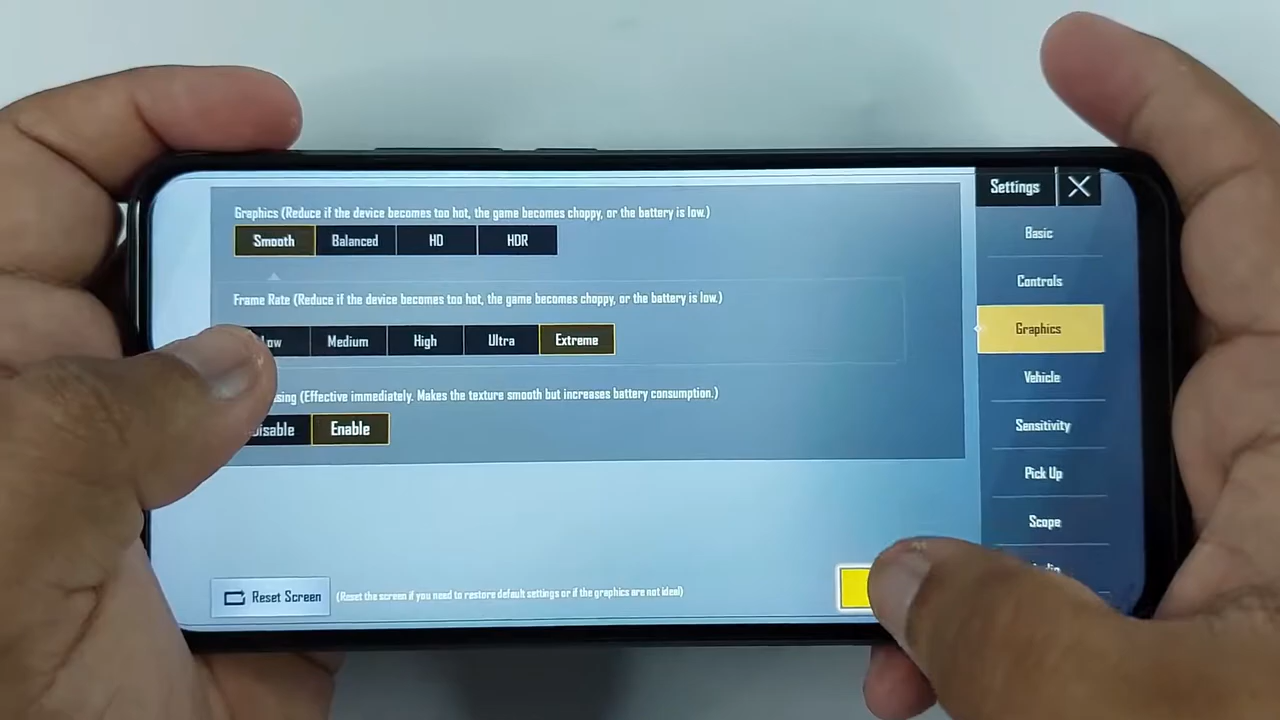 Graphics (Reduce if the device becomes too hot, the game becomes choppy, or the battery is low.)
Smooth Balanced HD HDR
Frame Rate (Reduce if the device becomes too hot, the game becomes choppy, or the battery is low.)
Medium High Ultra Extreme
(Effective immediately. Makes the texture smooth but increases battery consumption.)
Enable
Reset Screen (Reset the screen if you need to restore default settings or if the graphics are not ideal)
Settings
Basic
Controls
Graphics
Vehicle
Sensitivity
Pick Up
Scope